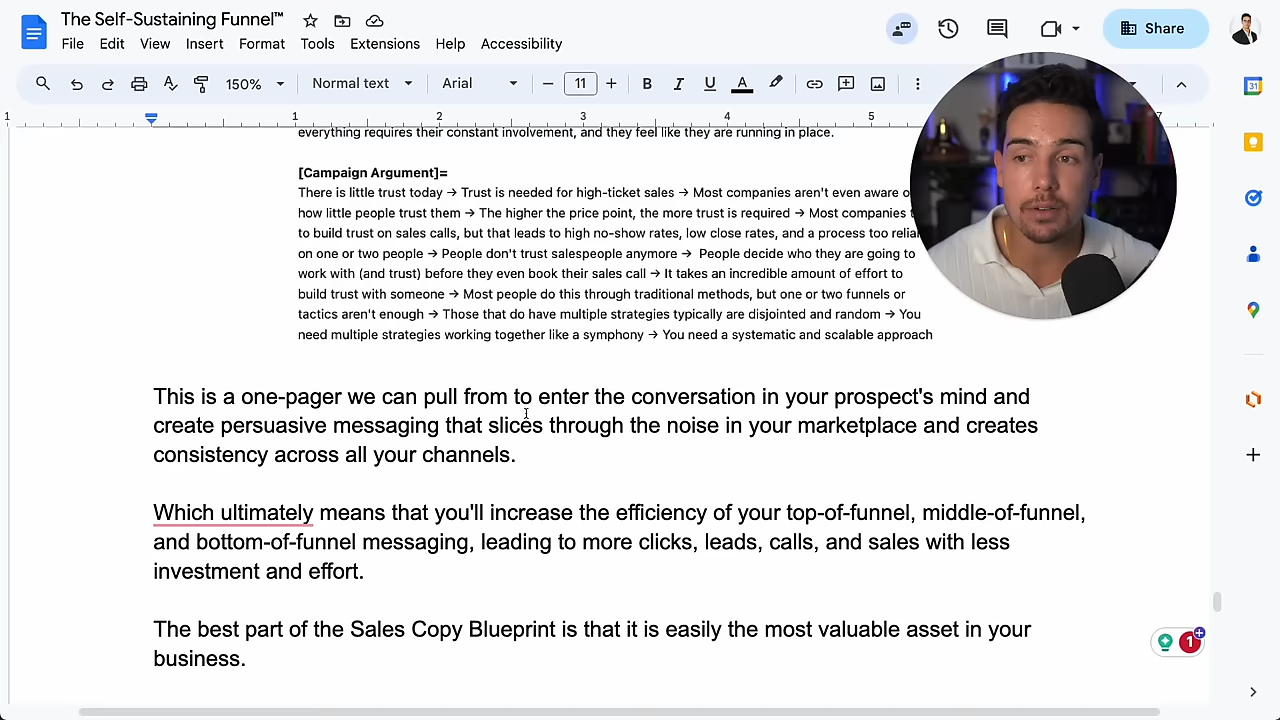 The Self-Sustaining Funnel™
File Edit View Insert Format Tools Extensions Help Accessibility
Share
150% Normal text Arial 11 B I U A
1 1 2 3 4 5 7
everything requires their constant involvement, and they feel like they are running in place.
[Campaign Argument]=
There is little trust today → Trust is needed for high-ticket sales → Most companies aren't even aware
how little people trust them → The higher the price point, the more trust is required → Most companies
to build trust on sales calls, but that leads to high no-show rates, low close rates, and a process too
on one or two people → People don't trust salespeople anymore → People decide who they are going to
work with (and trust) before they even book their sales call → It takes an incredible amount of effort to
build trust with someone → Most people do this through traditional methods, but one or two funnels or
tactics aren't enough → Those that do have multiple strategies typically are disjointed and random → You
need multiple strategies working together like a symphony → You need a systematic and scalable approach
This is a one-pager we can pull from to enter the conversation in your prospect's mind and
create persuasive messaging that slices through the noise in your marketplace and creates
consistency across all your channels.
Which ultimately means that you'll increase the efficiency of your top-of-funnel, middle-of-funnel,
and bottom-of-funnel messaging, leading to more clicks, leads, calls, and sales with less
investment and effort.
The best part of the Sales Copy Blueprint is that it is easily the most valuable asset in your
business.
31
1